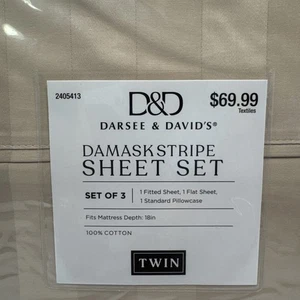 2405413
D&D
$69.99
Textiles
DARSEE & DAVID'S®
DAMASK STRIPE
SHEET SET
SET OF 3
1 Fitted Sheet, 1 Flat Sheet,
1 Standard Pillowcase
Fits Mattress Depth: 18in
100% COTTON
TWIN